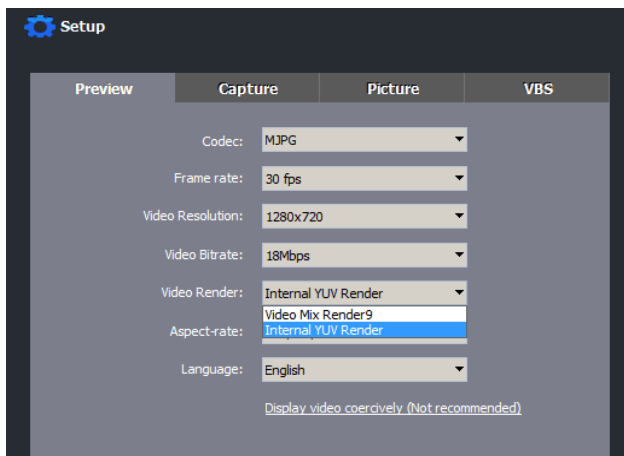 Setup
Preview Capture Picture VBS
Codec: MJPG
Frame rate: 30 fps
Video Resolution: 1280x720
Video Bitrate: 18Mbps
Video Render: Internal YUV Render
Video Mix Render9
Internal YUV Render
Aspect-rate:
Language: English
Display video coercively (Not recommended)